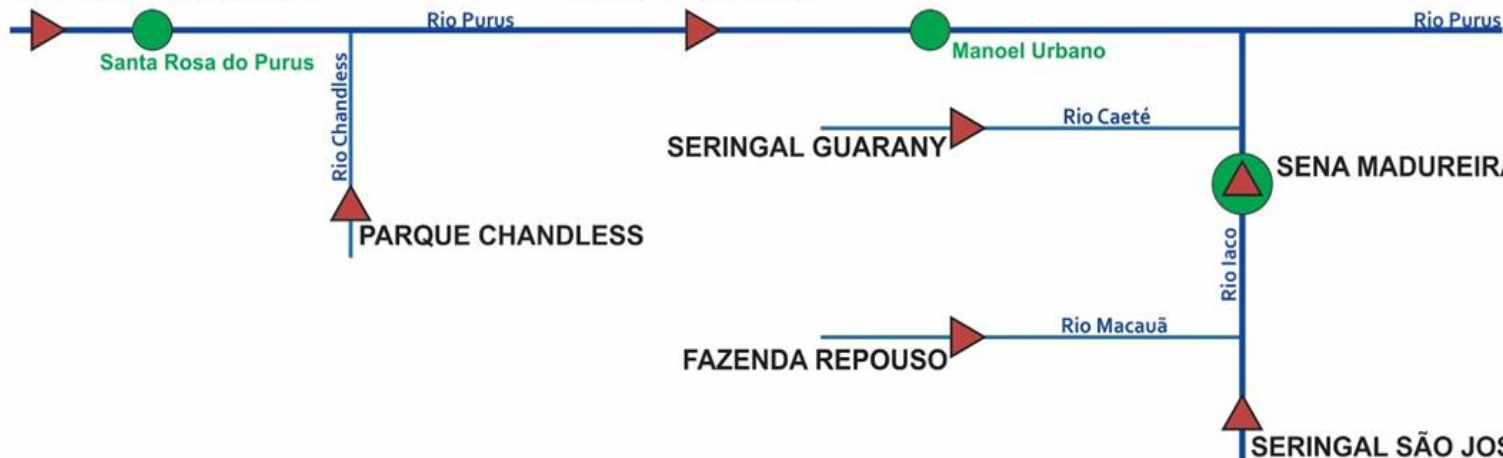 Rio Purus
Rio Purus
Santa Rosa do Purus
Manoel Urbano
Rio Chandless
Rio Caeté
SERINGAL GUARANY
SENA MADUREIRA
PARQUE CHANDLESS
Rio Iaco
Rio Macauã
FAZENDA REPOUSO
SERINGAL SÃO JOS